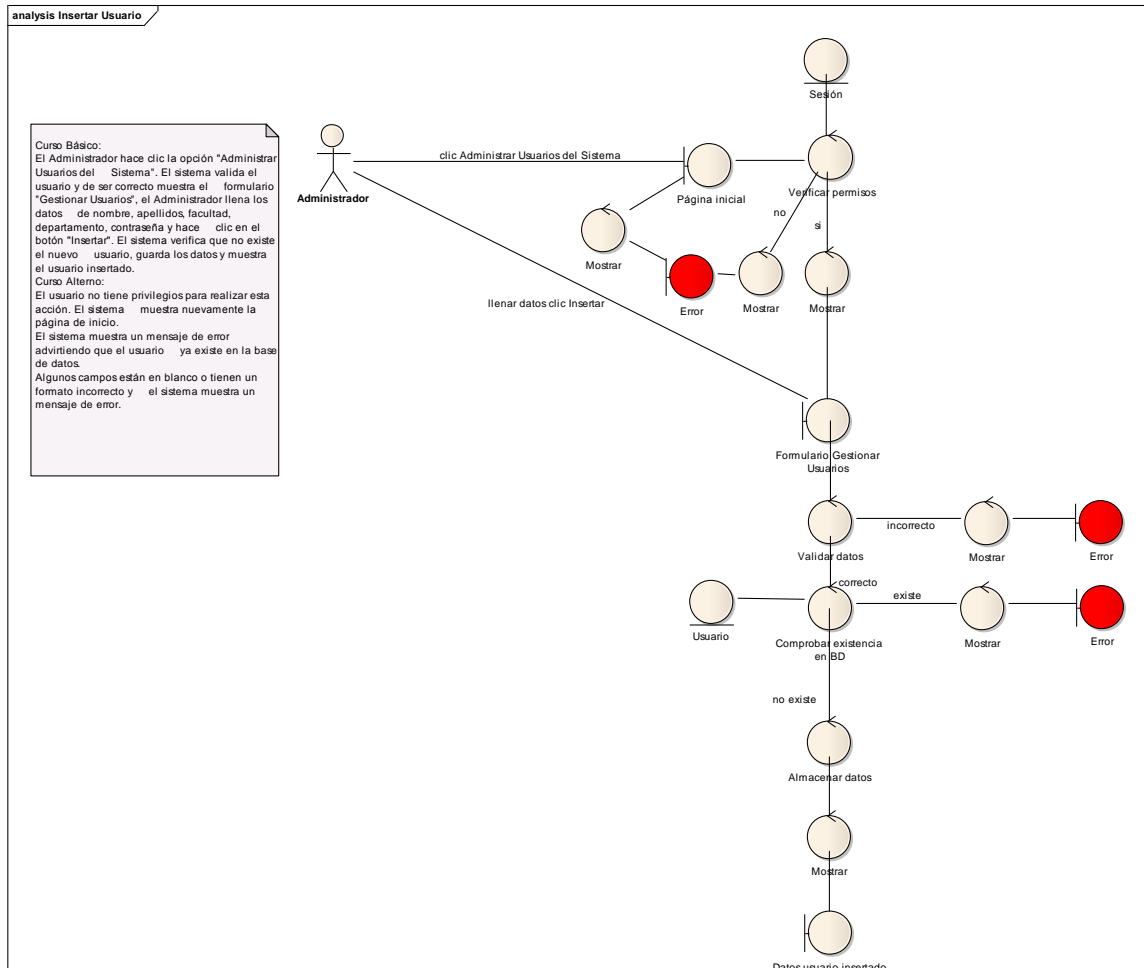 analysis Insertar Usuario
Curso Básico:
El Administrador hace clic la opción "Administrar
Usuarios del Sistema". El sistema valida el
usuario y de ser correcto muestra el formulario
"Gestionar Usuarios", el Administrador llena los
datos de nombre, apellidos, facultad,
departamento, contraseña y hace clic en el
botón "Insertar". El sistema verifica que no existe
el nuevo usuario, guarda los datos y muestra
el usuario insertado.
Curso Alterno:
El usuario no tiene privilegios para realizar esta
acción. El sistema muestra nuevamente la
página de inicio.
El sistema muestra un mensaje de error
advirtiendo que el usuario ya existe en la base
de datos.
Algunos campos están en blanco o tienen un
formato incorrecto y el sistema muestra un
mensaje de error.
Sesión
clic Administrar Usuarios del Sistema
Administrador
Página inicial
Verificar permisos
no
si
Mostrar
Error
Mostrar
Mostrar
llenar datos clic Insertar
Formulario Gestionar
Usuarios
Validar datos
incorrecto
Mostrar
Error
correcto
existe
Usuario
Comprobar existencia
en BD
Mostrar
Error
no existe
Almacenar datos
Mostrar
Datos usuario insertado